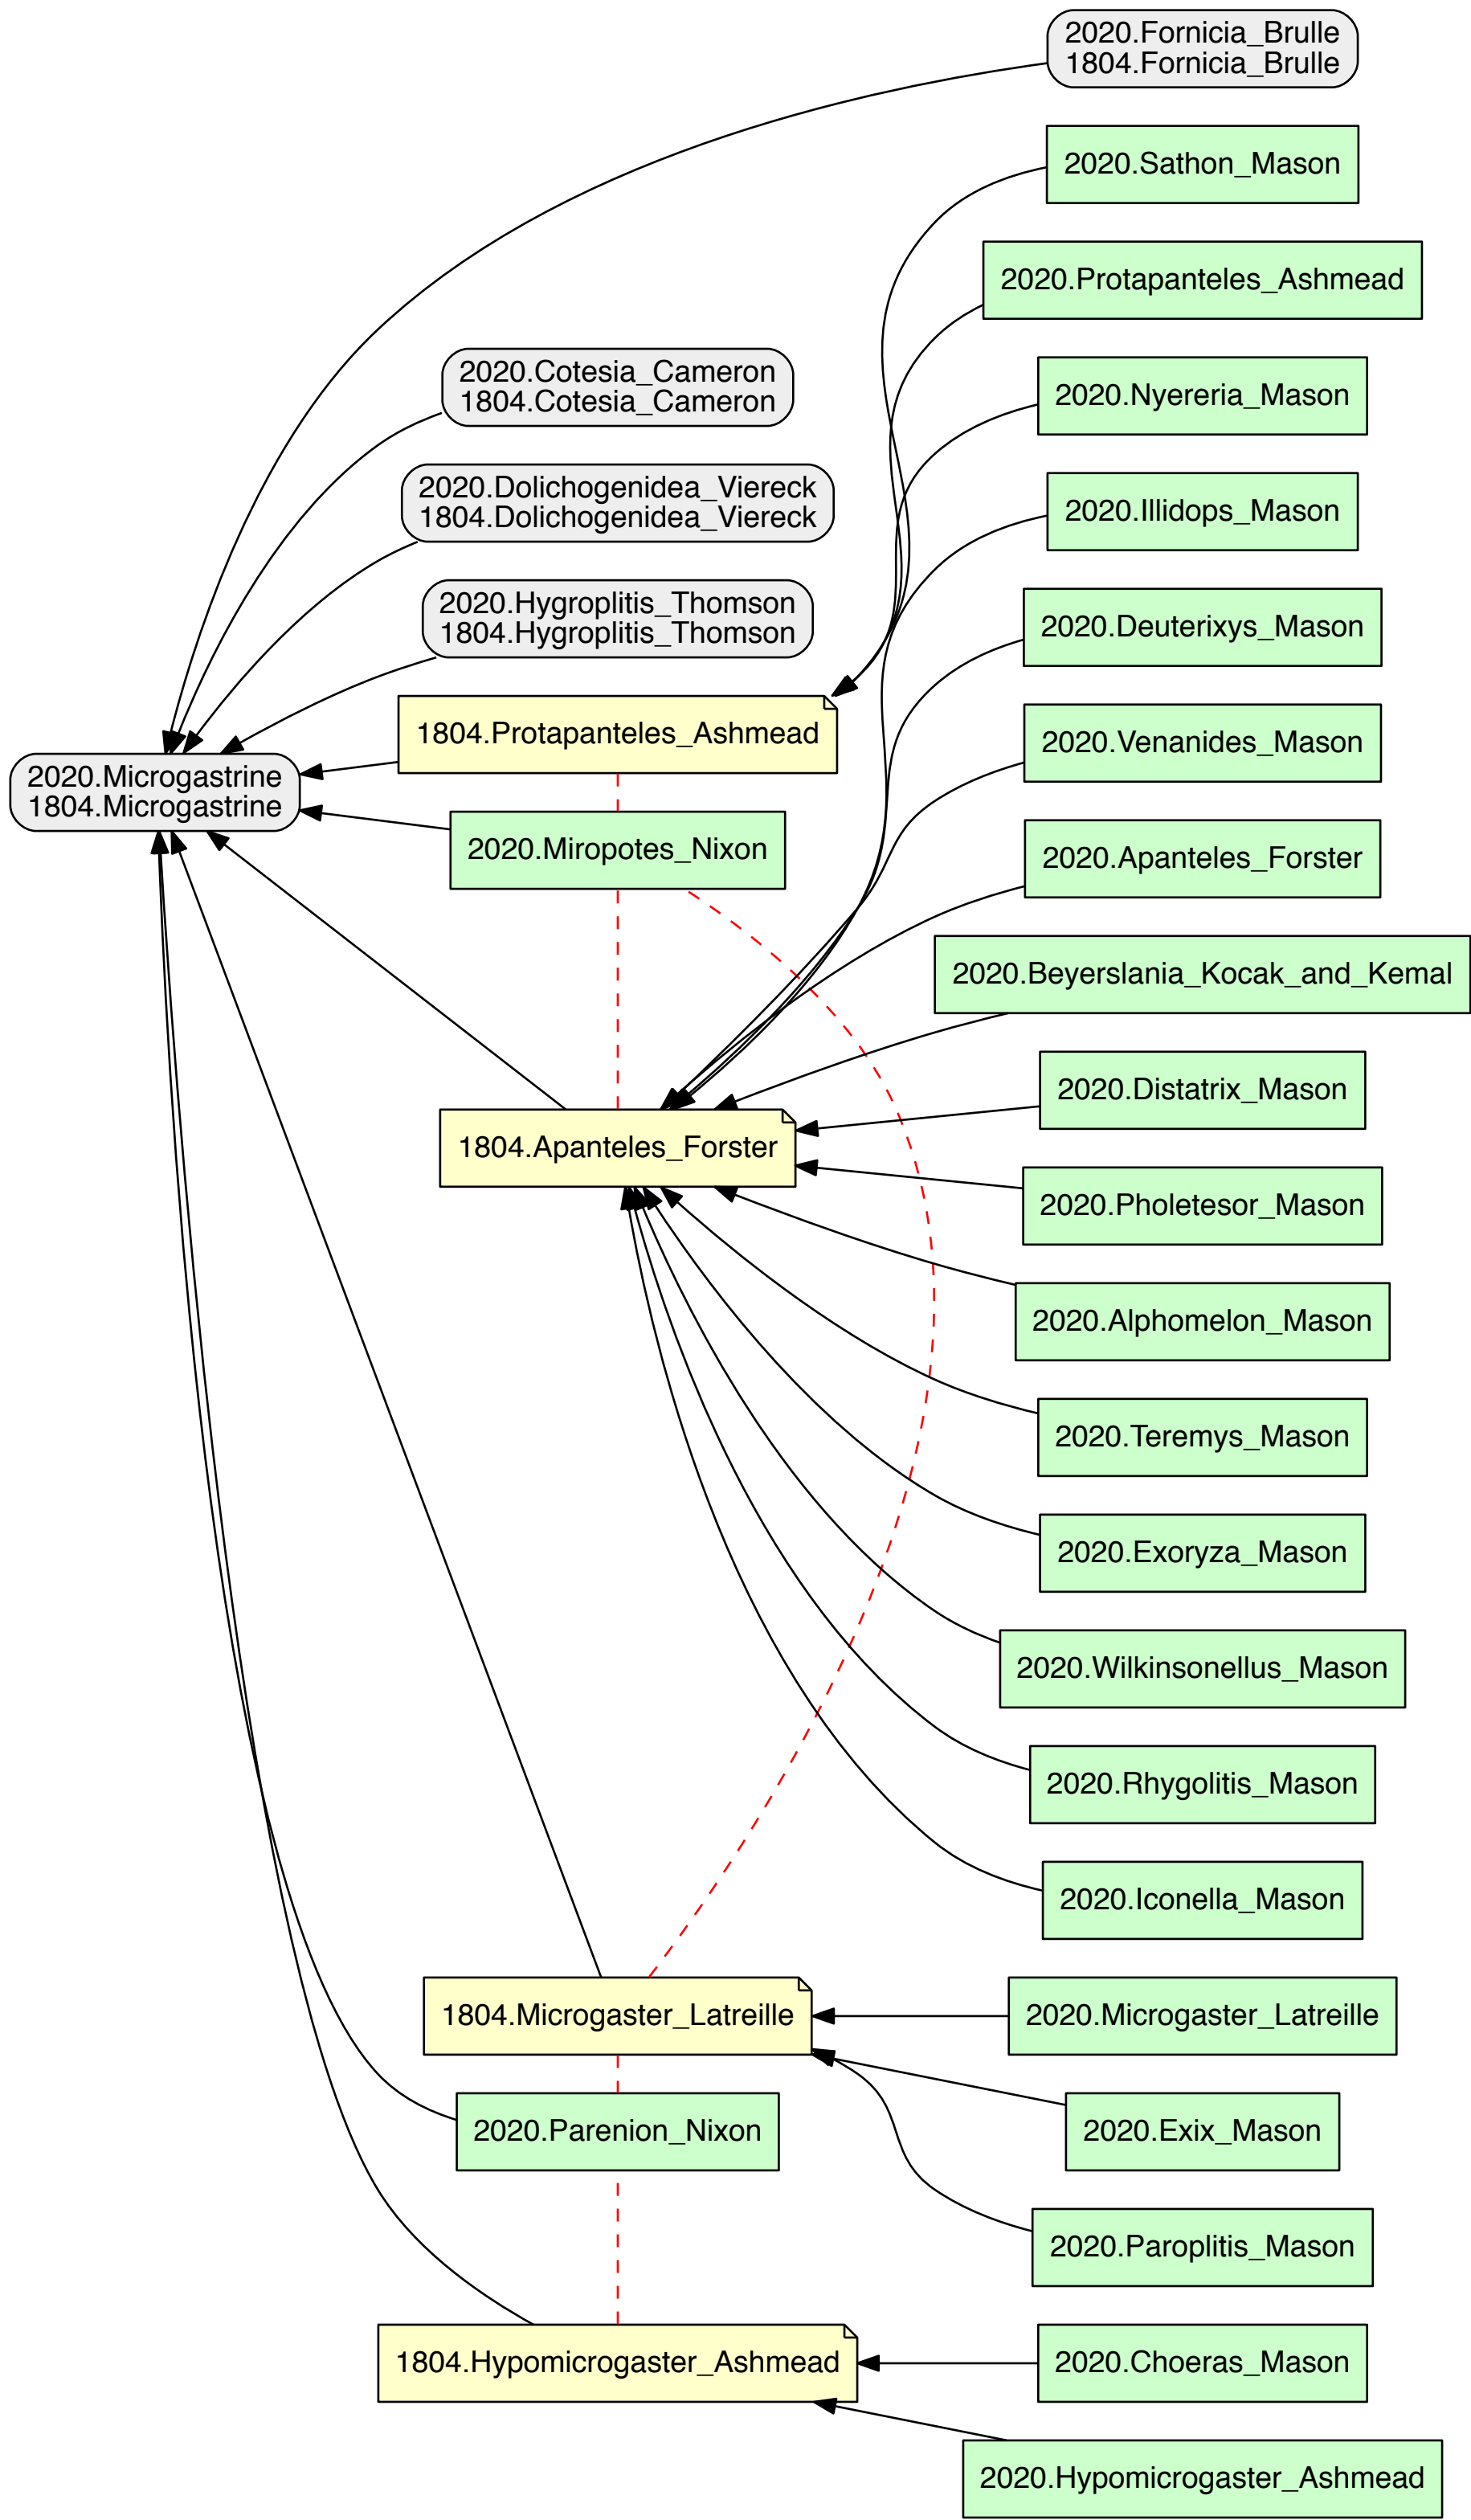 2020.Fornicia_Brulle
1804.Fornicia_Brulle
2020.Sathon_Mason
2020.Protapanteles_Ashmead
2020.Cotesia_Cameron
1804.Cotesia_Cameron
2020.Nyereria_Mason
2020.Dolichogenidea_Viereck
1804.Dolichogenidea_Viereck
2020.Illidops_Mason
2020.Hygroplitis_Thomson
1804.Hygroplitis_Thomson
2020.Deuterixys_Mason
1804.Protapanteles_Ashmead
2020.Venanides_Mason
2020.Microgastrine
1804.Microgastrine
2020.Miropotes_Nixon
2020.Apanteles_Forster
2020.Beyerslania_Kocak_and_Kemal
2020.Distatrix_Mason
1804.Apanteles_Forster
2020.Pholetesor_Mason
2020.Alphomelon_Mason
2020.Teremys_Mason
2020.Exoryza_Mason
2020.Wilkinsonellus_Mason
2020.Rhygolitis_Mason
2020.Iconella_Mason
1804.Microgaster_Latreille
2020.Microgaster_Latreille
2020.Parenion_Nixon
2020.Exix_Mason
2020.Paroplitis_Mason
1804.Hypomicrogaster_Ashmead
2020.Choeras_Mason
2020.Hypomicrogaster_Ashmead